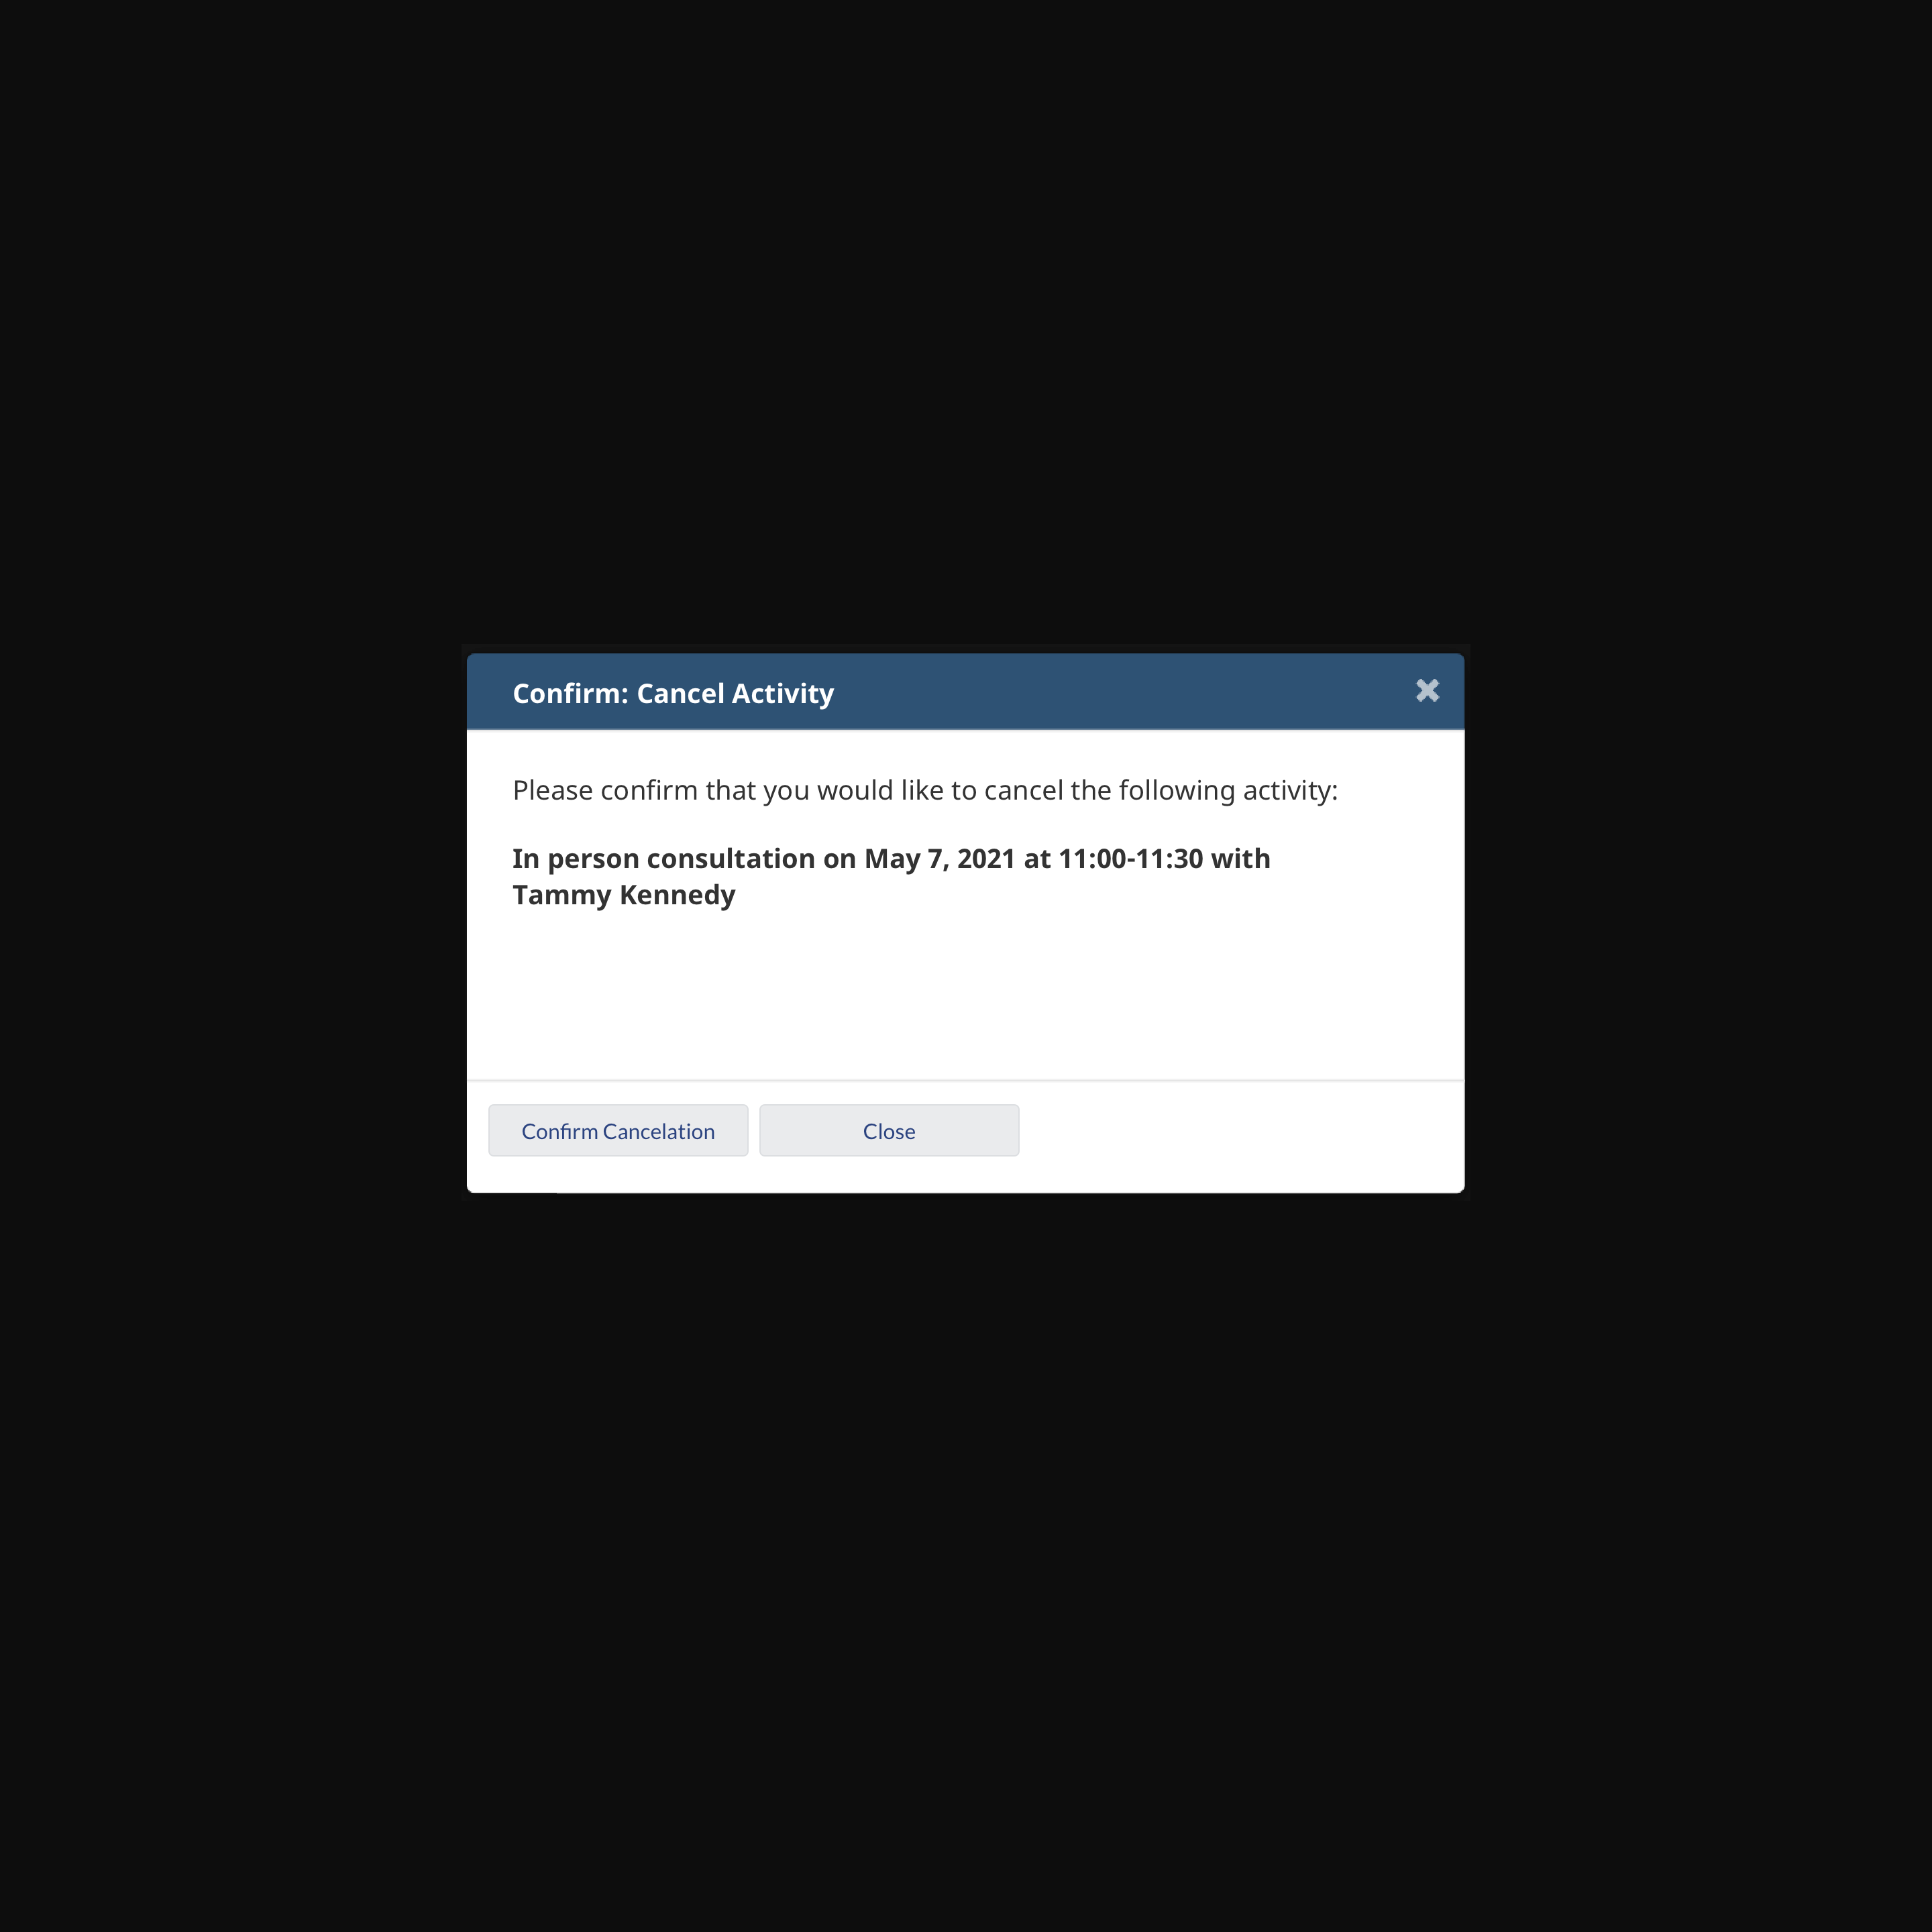 Confirm: Cancel Activity
Please confirm that you would like to cancel the following activity:
In person consultation on May 7, 2021 at 11:00-11:30 with
Tammy Kennedy
Confirm Cancelation
Close